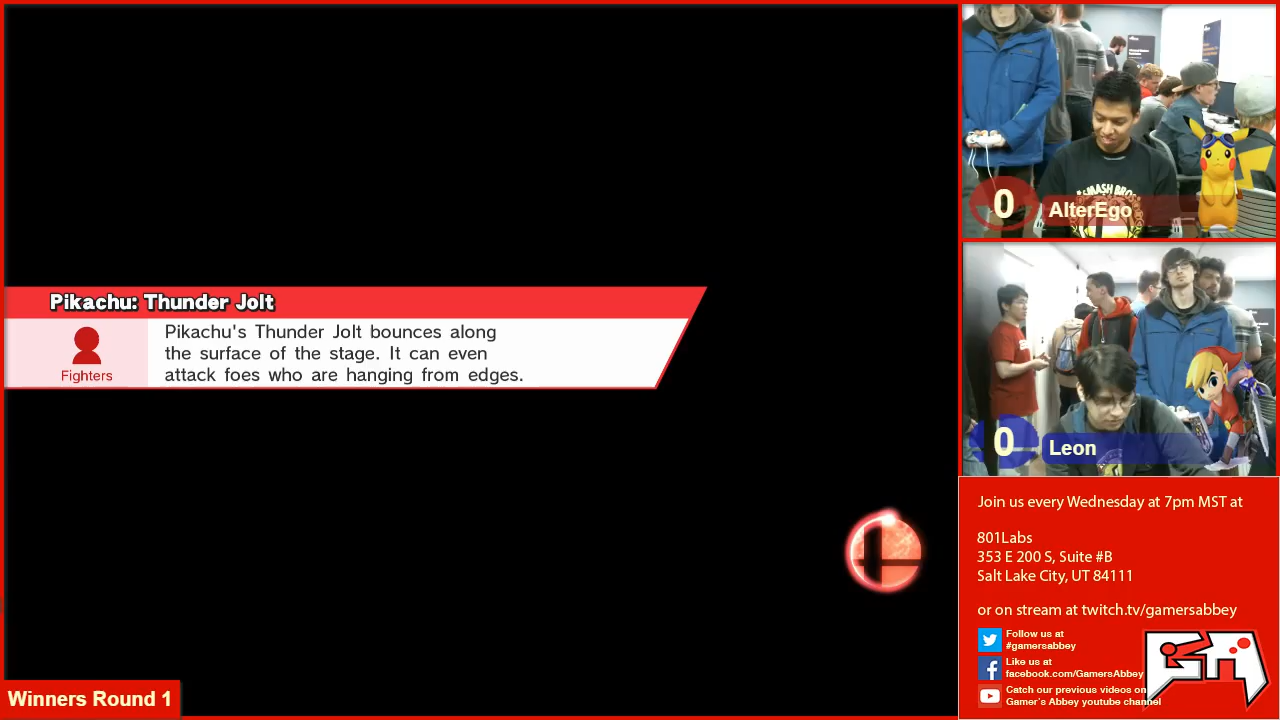 Pikachu: Thunder Jolt
Fighters
Pikachu's Thunder Jolt bounces along
the surface of the stage. It can even
attack foes who are hanging from edges.
Winners Round 1
SMASH BROS
0
AlterEgo
0
Leon
Join us every Wednesday at 7pm MST at
801Labs
353 E 200 S, Suite #B
Salt Lake City, UT 84111
or on stream at twitch.tv/gamersabbey
Follow us at
#gamersabbey
Like us at
facebook.com/GamersAbbey
Catch our previous videos on
Gamer's Abbey youtube channel